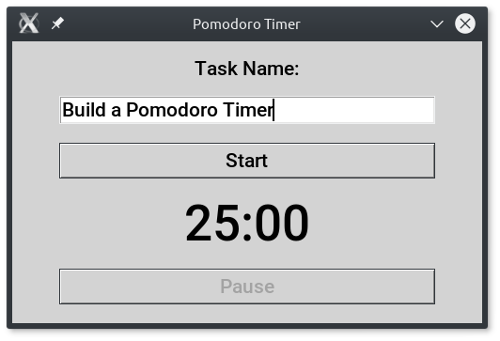 Pomodoro Timer
Task Name:
Build a Pomodoro Timer
Start
25:00
Pause